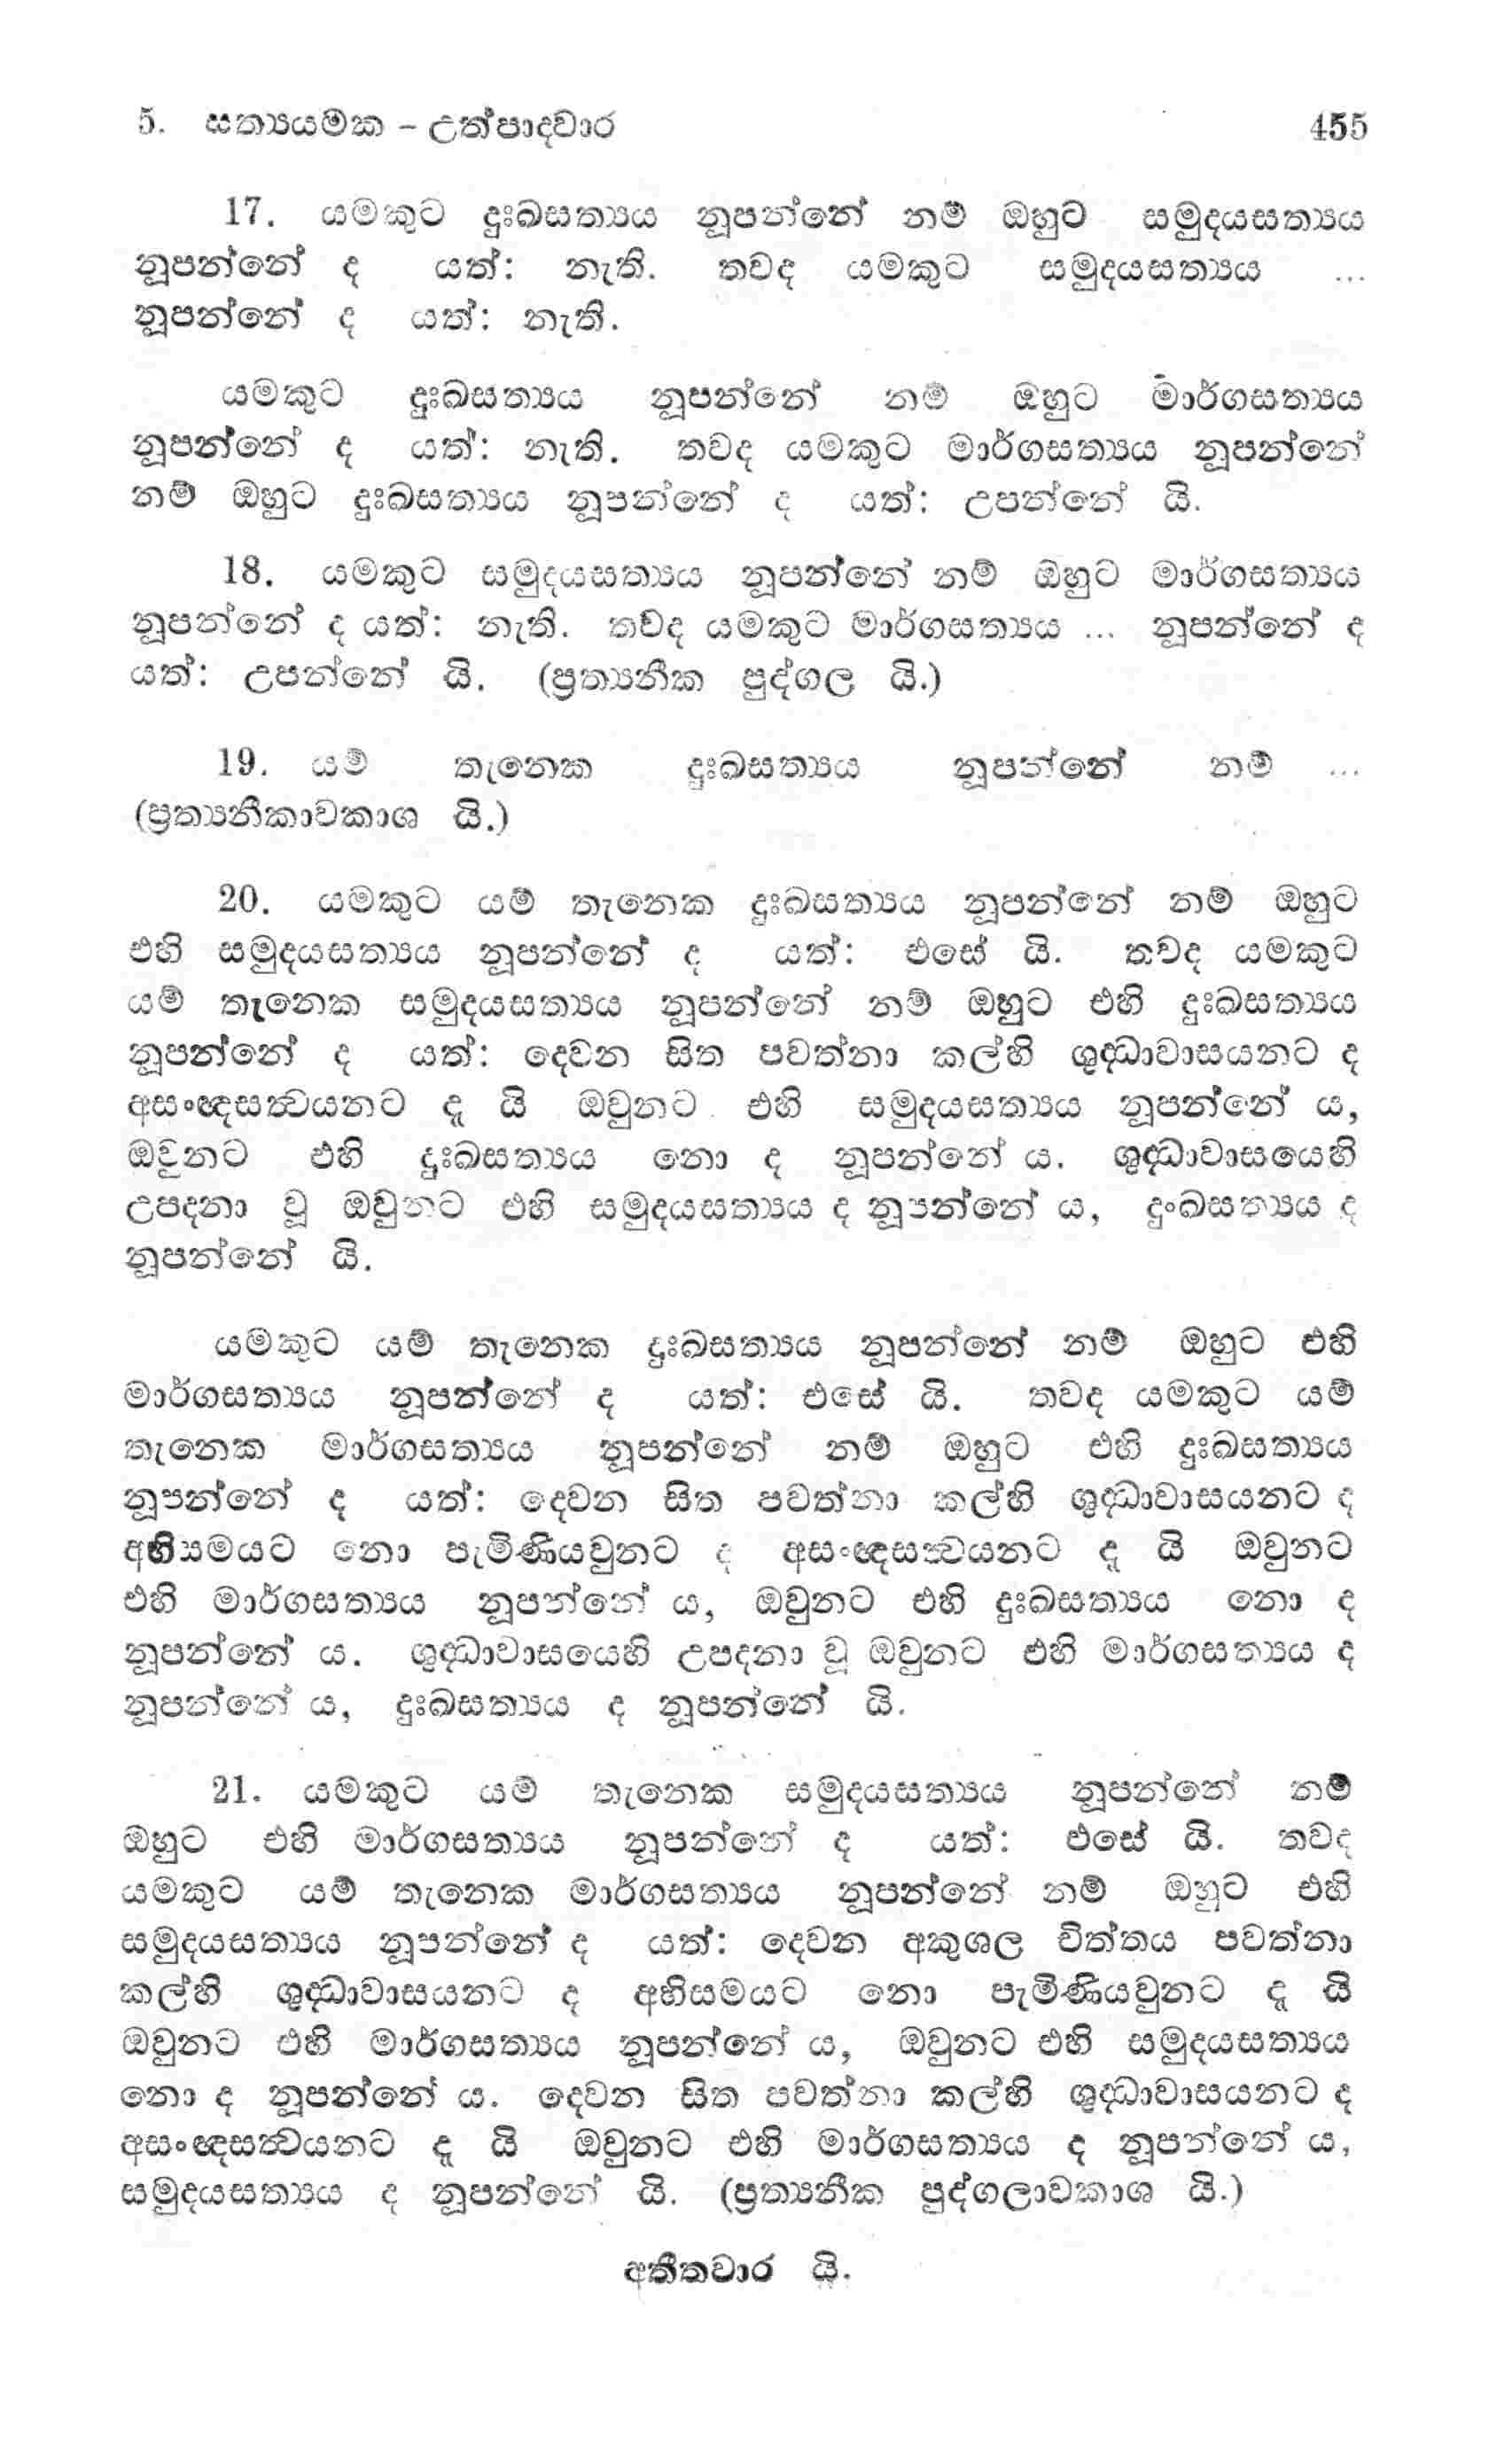 5. සත්‍යයමක – උත්පාදවාර 455
17. යමකුට දුඃඛසත්‍යය නූපන්නේ නම් ඔහුට සමුදයසත්‍යය
නූපන්නේ ද යත්: නැති. තවද යමකුට සමුදයසත්‍යය ...
නූපන්නේ ද යත්: නැති.
යමකුට දුඃඛසත්‍යය නූපන්නේ නම් ඔහුට මාර්ගසත්‍යය
නූපන්නේ ද යත්: නැති. තවද යමකුට මාර්ගසත්‍යය නූපන්නේ
නම් ඔහුට දුඃඛසත්‍යය නූපන්නේ ද යත්: උපන්නේ යි.
18. යමකුට සමුදයසත්‍යය නූපන්නේ නම් ඔහුට මාර්ගසත්‍යය
නූපන්නේ ද යත්: නැති. තවද යමකුට මාර්ගසත්‍යය ... නූපන්නේ ද
යත්: උපන්නේ යි. (ප්‍රත්‍යනීක පුද්ගල යි.)
19. යම් තැනෙක දුඃඛසත්‍යය නූපන්නේ නම් ...
(ප්‍රත්‍යනීකාවකාශ යි.)
20. යමකුට යම් තැනෙක දුඃඛසත්‍යය නූපන්නේ නම් ඔහුට
එහි සමුදයසත්‍යය නූපන්නේ ද යත්: එසේ යි. තවද යමකුට
යම් තැනෙක සමුදයසත්‍යය නූපන්නේ නම් ඔහුට එහි දුඃඛසත්‍යය
නූපන්නේ ද යත්: දෙවන සිත පවත්නා කල්හි ශුද්ධාවාසයනට ද
අසංඥසත්ත්‍වයනට ද යි ඔවුනට එහි සමුදයසත්‍යය නූපන්නේ ය,
ඔවුනට එහි දුඃඛසත්‍යය නො ද නූපන්නේ ය. ශුද්ධාවාසයෙහි
උපදනා වූ ඔවුනට එහි සමුදයසත්‍යය ද නූපන්නේ ය, දුංඛසත්‍යය ද
නූපන්නේ යි.
යමකුට යම් තැනෙක දුඃඛසත්‍යය නූපන්නේ නම් ඔහුට එහි
මාර්ගසත්‍යය නූපන්නේ ද යත්: එසේ යි. තවද යමකුට යම්
තැනෙක මාර්ගසත්‍යය නූපන්නේ නම් ඔහුට එහි දුඃඛසත්‍යය
නූපන්නේ ද යත්: දෙවන සිත පවත්නා කල්හි ශුද්ධාවාසයනට ද
අභිසමයට නො පැමිණියවුනට ද අසංඥසත්ත්‍වයනට ද යි ඔවුනට
එහි මාර්ගසත්‍යය නූපන්නේ ය, ඔවුනට එහි දුඃඛසත්‍යය නො ද
නූපන්නේ ය. ශුද්ධාවාසයෙහි උපදනා වූ ඔවුනට එහි මාර්ගසත්‍යය ද
නූපන්නේ ය, දුඃඛසත්‍යය ද නූපන්නේ යි.
21. යමකුට යම් තැනෙක සමුදයසත්‍යය නූපන්නේ නම්
ඔහුට එහි මාර්ගසත්‍යය නූපන්නේ ද යත්: එසේ යි. තවද
යමකුට යම් තැනෙක මාර්ගසත්‍යය නූපන්නේ නම් ඔහුට එහි
සමුදයසත්‍යය නූපන්නේ ද යත්: දෙවන අකුශල චිත්තය පවත්නා
කල්හි ශුද්ධාවාසයනට ද අභිසමයට නො පැමිණියවුනට ද යි
ඔවුනට එහි මාර්ගසත්‍යය නූපන්නේ ය, ඔවුනට එහි සමුදයසත්‍යය
නො ද නූපන්නේ ය. දෙවන සිත පවත්නා කල්හි ශුද්ධාවාසයනට ද
අසංඥසත්ත්‍වයනට ද යි ඔවුනට එහි මාර්ගසත්‍යය ද නූපන්නේ ය,
සමුදයසත්‍යය ද නූපන්නේ යි. (ප්‍රත්‍යනීක පුද්ගලාවකාශ යි.)
අතීතවාර යි.